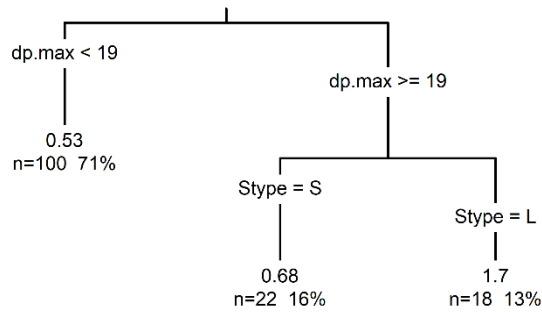 dp.max < 19
dp.max >= 19
0.53
n=100 71%
Stype = S
Stype = L
0.68
n=22 16%
1.7
n=18 13%